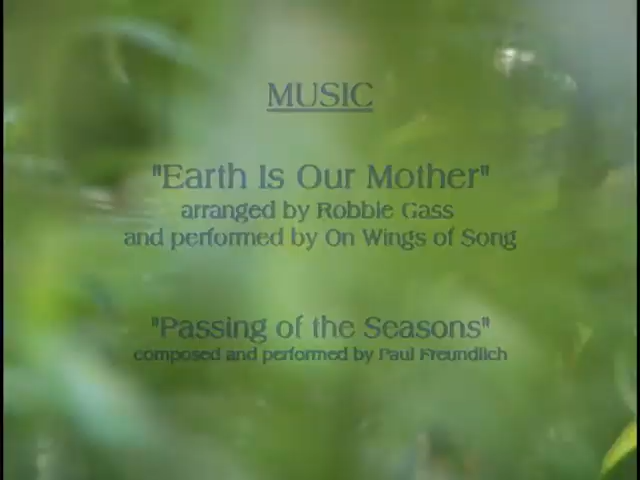 MUSIC
"Earth Is Our Mother"
arranged by Robbie Gass
and performed by On Wings of Song
"Passing of the Seasons"
composed and performed by Paul Freundlich